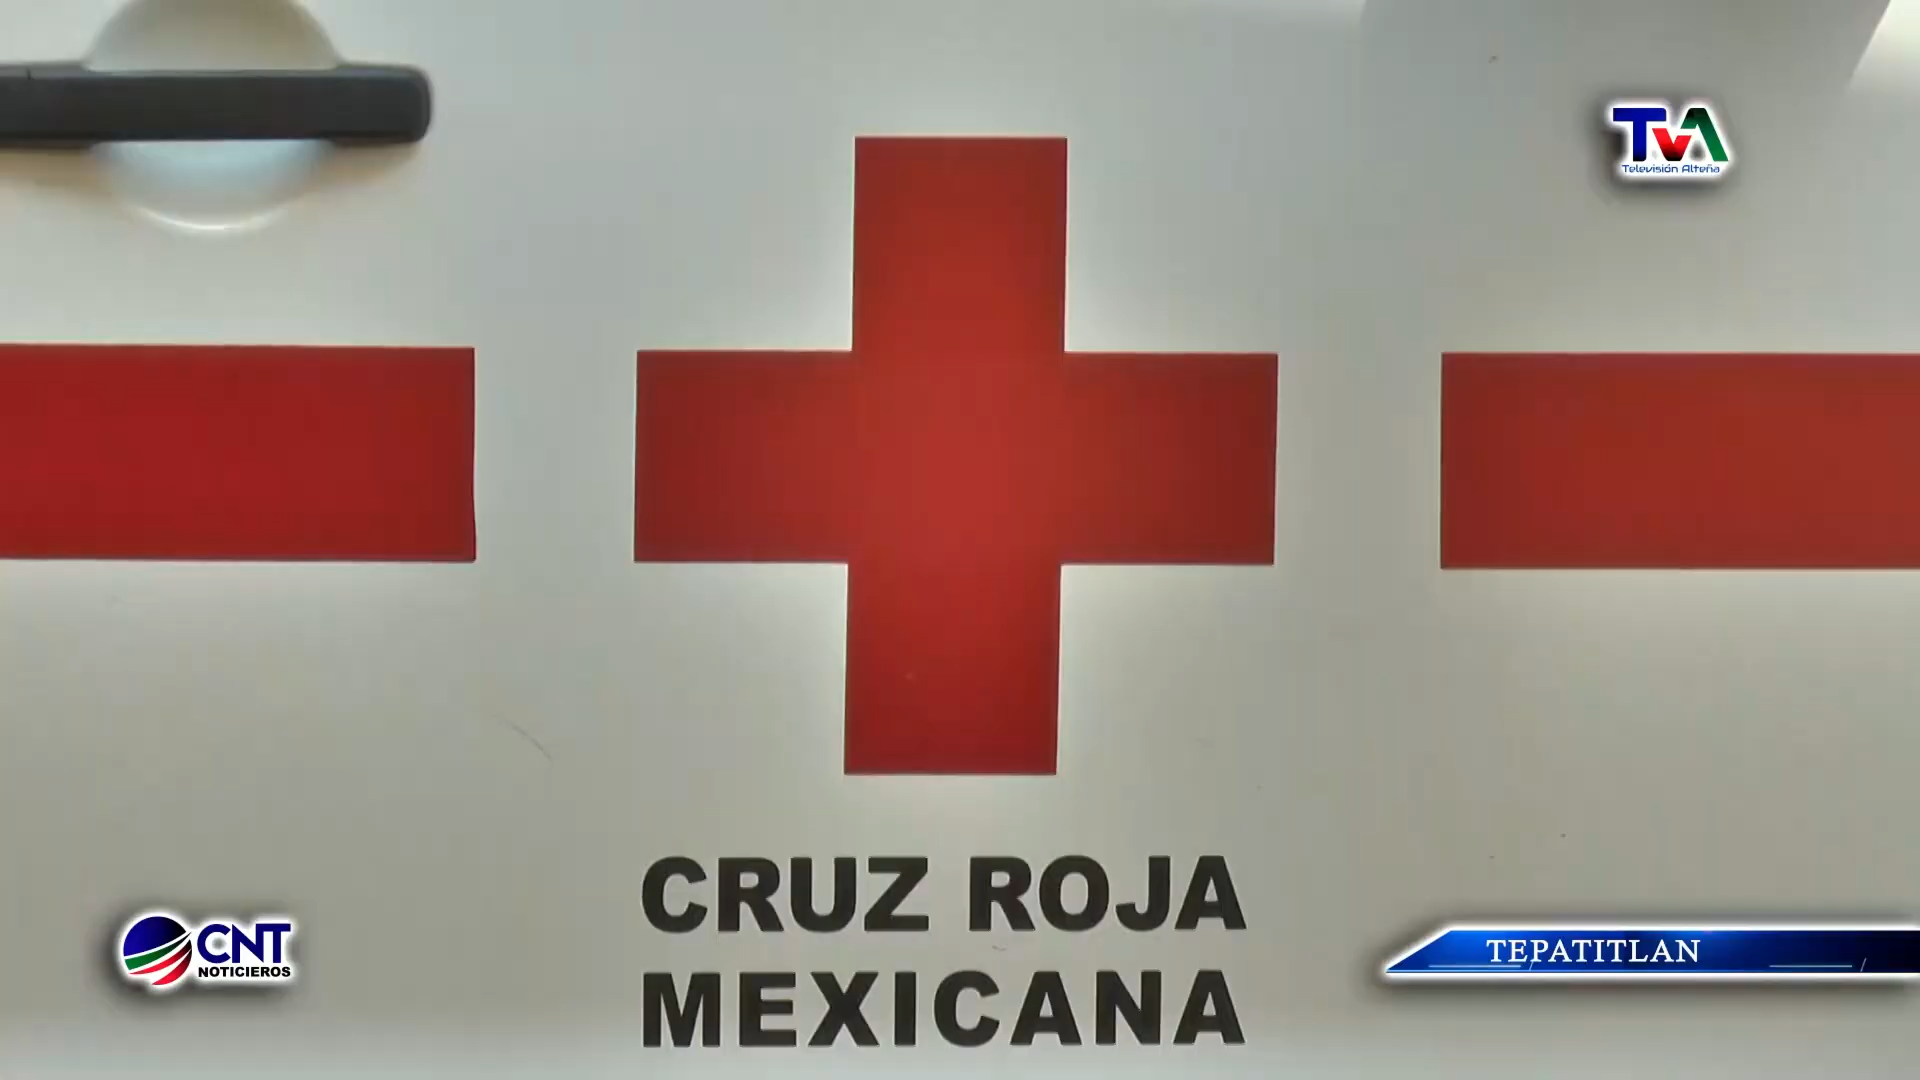 TvA
Televisión Alteña
CRUZ ROJA
MEXICANA
CNT
NOTICIEROS
TEPATITLAN